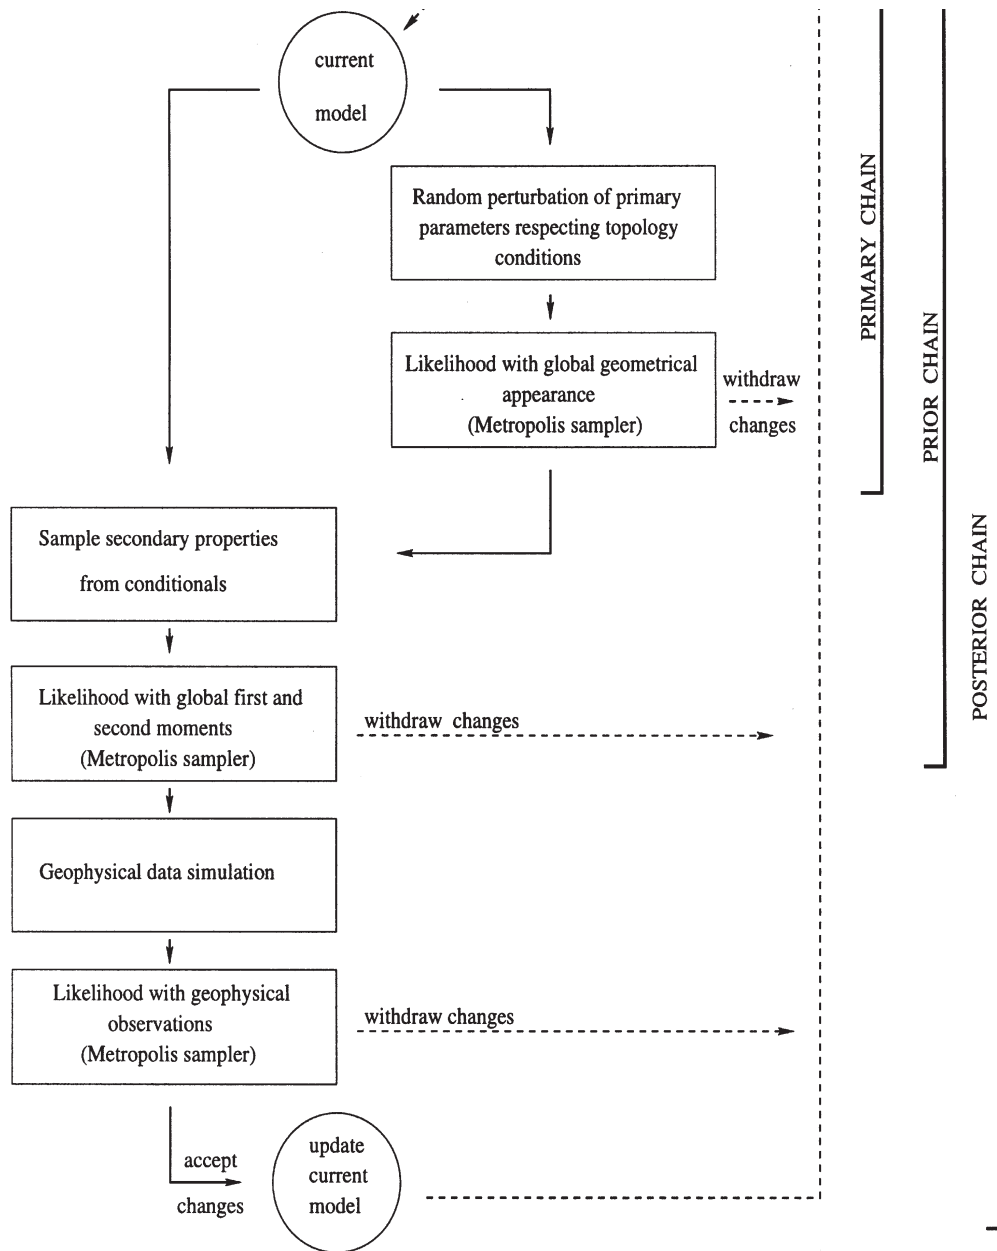 current
model
Random perturbation of primary
parameters respecting topology
conditions
Likelihood with global geometrical
appearance
(Metropolis sampler)
withdraw
changes
Sample secondary properties
from conditionals
Likelihood with global first and
second moments
(Metropolis sampler)
withdraw changes
Geophysical data simulation
Likelihood with geophysical
observations
(Metropolis sampler)
withdraw changes
accept
changes
update
current
model
PRIMARY CHAIN
PRIOR CHAIN
POSTERIOR CHAIN